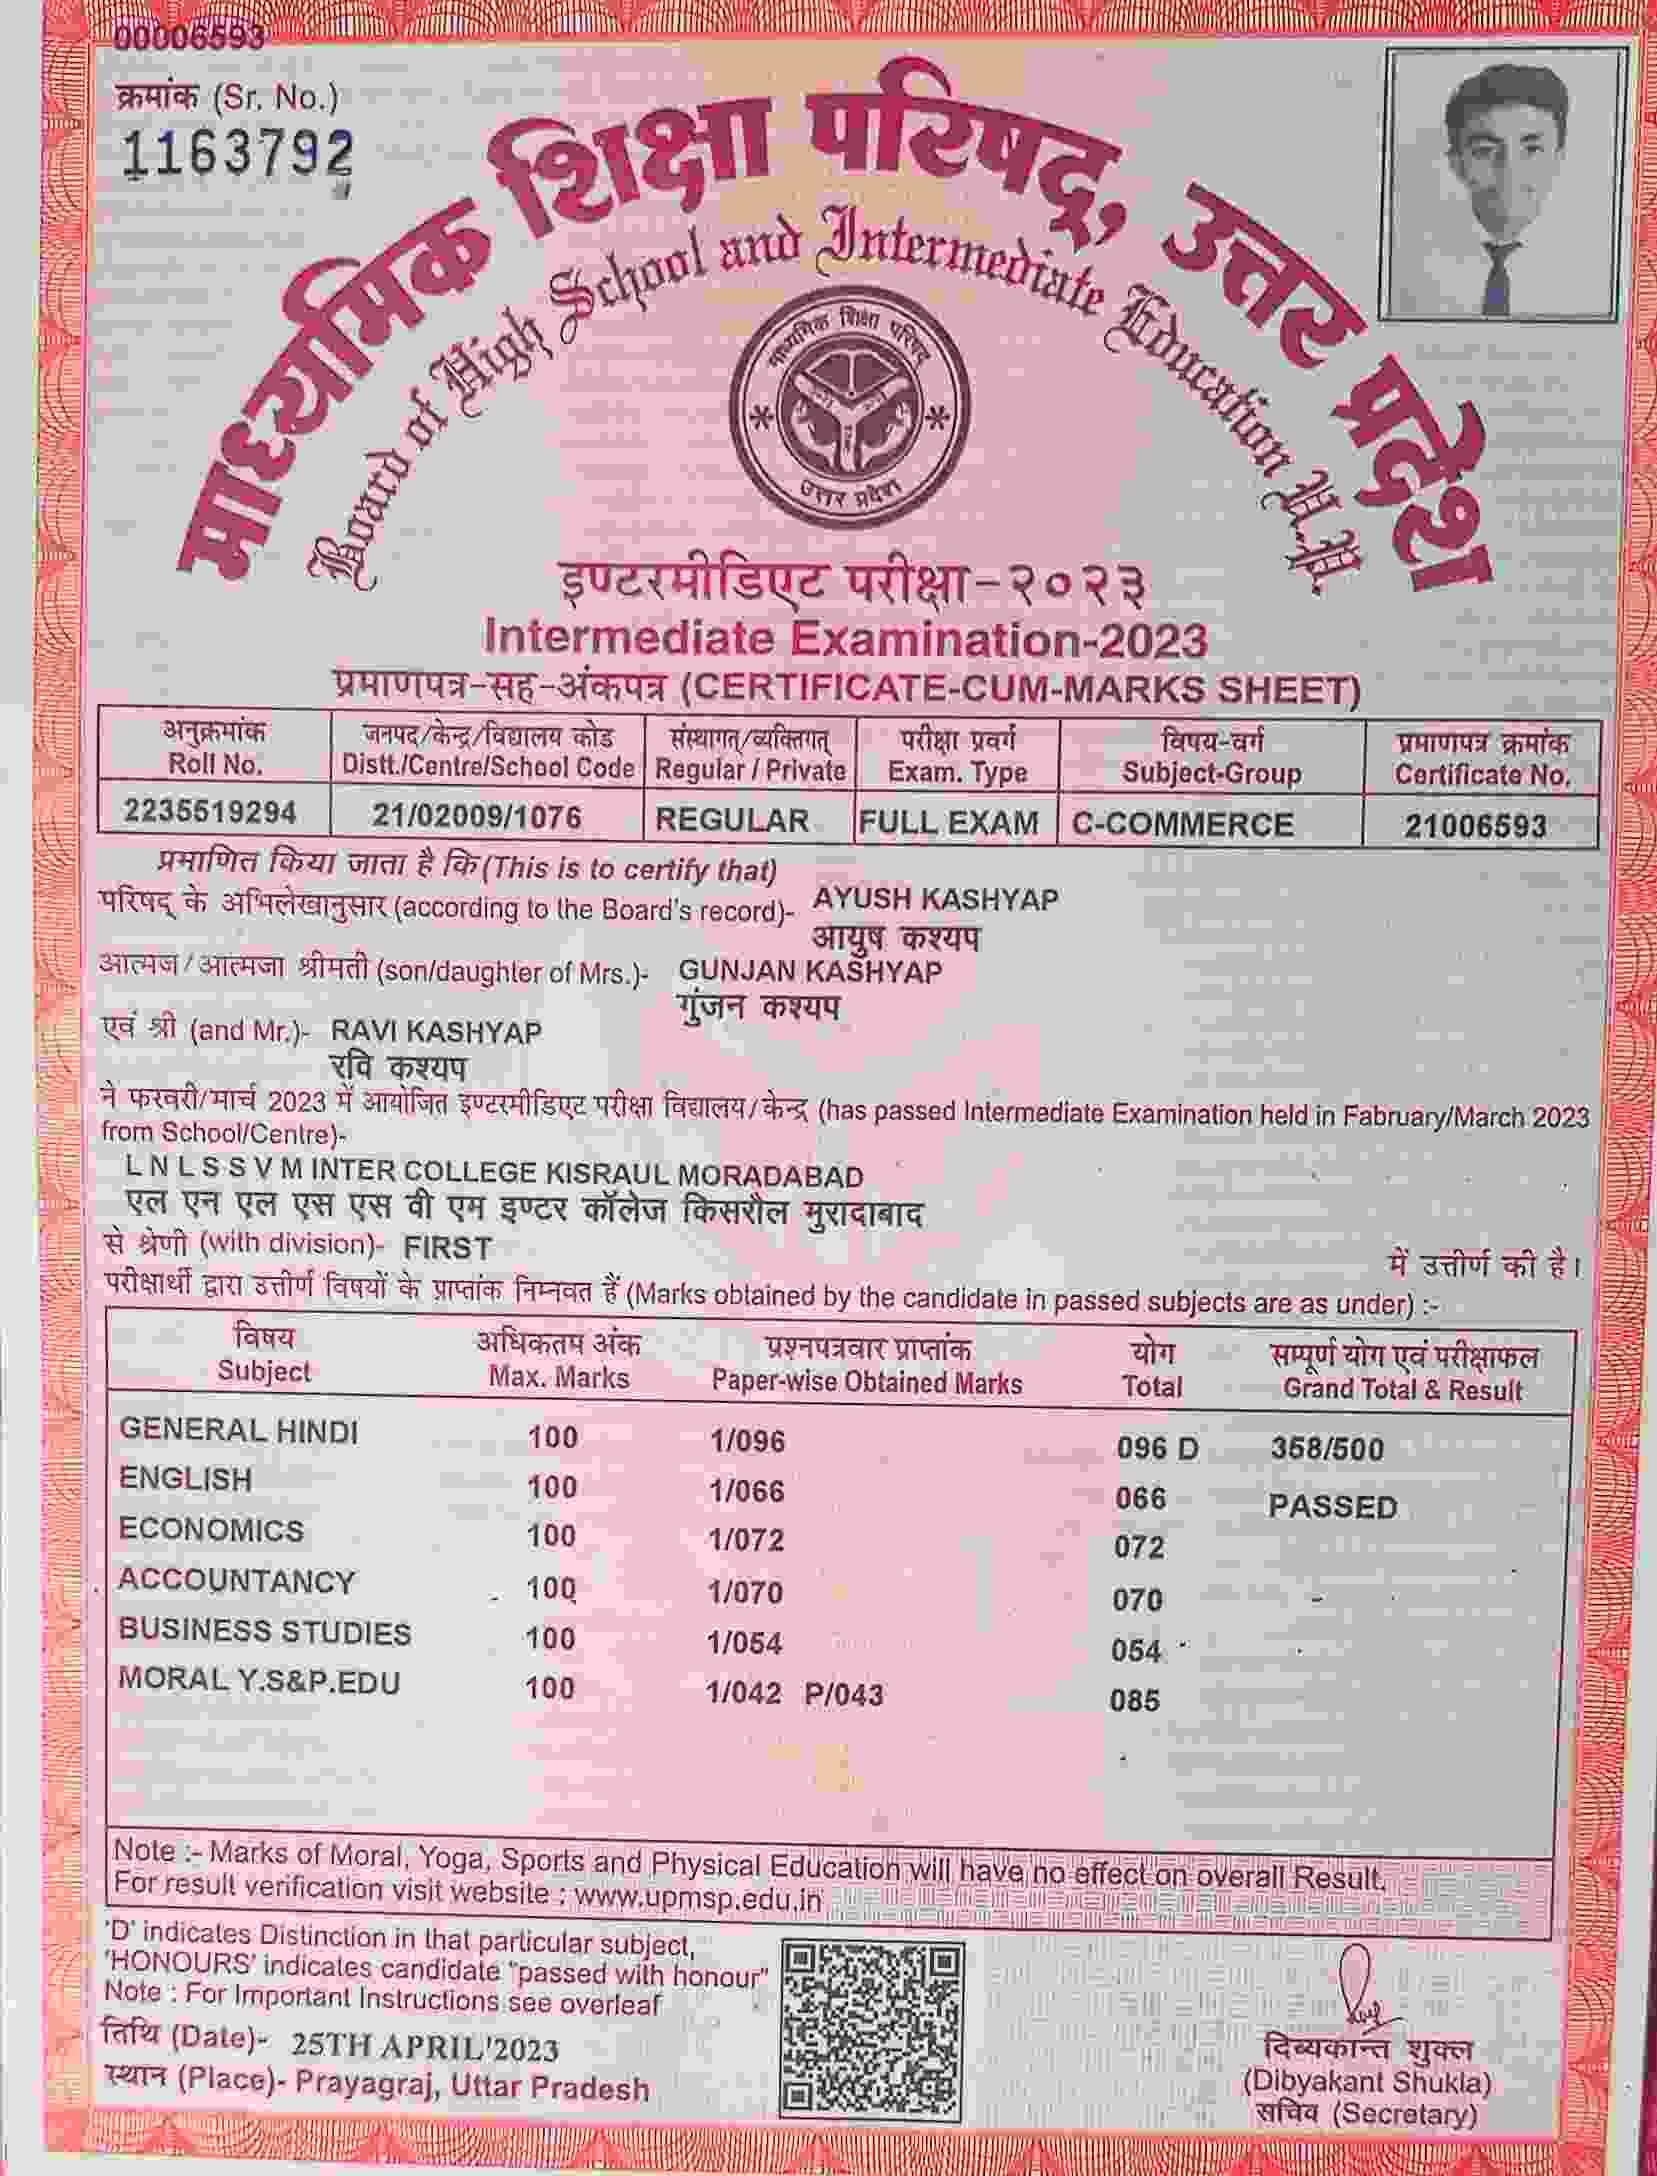 00006593
क्रमांक (Sr. No.)
1163792
माध्यमिक शिक्षा परिषद्, उत्तर प्रदेश
Board of High School and Intermediate Education U.P.
माध्यमिक शिक्षा परिषद्
उत्तर प्रदेश
इण्टरमीडिएट परीक्षा-२०२३
Intermediate Examination-2023
प्रमाणपत्र-सह-अंकपत्र (CERTIFICATE-CUM-MARKS SHEET)
अनुक्रमांक जनपद/केन्द्र/विद्यालय कोड संस्थागत/व्यक्तिगत परीक्षा प्रवर्ग विषय-वर्ग प्रमाणपत्र क्रमांक
Roll No. Distt./Centre/School Code Regular / Private Exam. Type Subject-Group Certificate No.
2235519294 21/02009/1076 REGULAR FULL EXAM C-COMMERCE 21006593
प्रमाणित किया जाता है कि (This is to certify that)
परिषद् के अभिलेखानुसार (according to the Board's record)- AYUSH KASHYAP
आयुष कश्यप
आत्मज/आत्मजा श्रीमती (son/daughter of Mrs.)- GUNJAN KASHYAP
गुंजन कश्यप
एवं श्री (and Mr.)- RAVI KASHYAP
रवि कश्यप
ने फरवरी/मार्च 2023 में आयोजित इण्टरमीडिएट परीक्षा विद्यालय/केन्द्र (has passed Intermediate Examination held in Fabruary/March 2023
from School/Centre)-
L N L S S V M INTER COLLEGE KISRAUL MORADABAD
एल एन एल एस एस वी एम इण्टर कॉलेज किसरौल मुरादाबाद
से श्रेणी (with division)- FIRST में उत्तीर्ण की है।
परीक्षार्थी द्वारा उत्तीर्ण विषयों के प्राप्तांक निम्नवत हैं (Marks obtained by the candidate in passed subjects are as under) :-
विषय अधिकतम अंक प्रश्नपत्रवार प्राप्तांक योग सम्पूर्ण योग एवं परीक्षाफल
Subject Max. Marks Paper-wise Obtained Marks Total Grand Total & Result
GENERAL HINDI 100 1/096 096 D 358/500
ENGLISH 100 1/066 066 PASSED
ECONOMICS 100 1/072 072
ACCOUNTANCY 100 1/070 070
BUSINESS STUDIES 100 1/054 054
MORAL Y.S&P.EDU 100 1/042 P/043 085
Note :- Marks of Moral, Yoga, Sports and Physical Education will have no effect on overall Result.
For result verification visit website : www.upmsp.edu.in
'D' indicates Distinction in that particular subject,
'HONOURS' indicates candidate "passed with honour"
Note : For Important Instructions see overleaf
तिथि (Date)- 25TH APRIL'2023
स्थान (Place)- Prayagraj, Uttar Pradesh
दिव्यकान्त शुक्ल
(Dibyakant Shukla)
सचिव (Secretary)